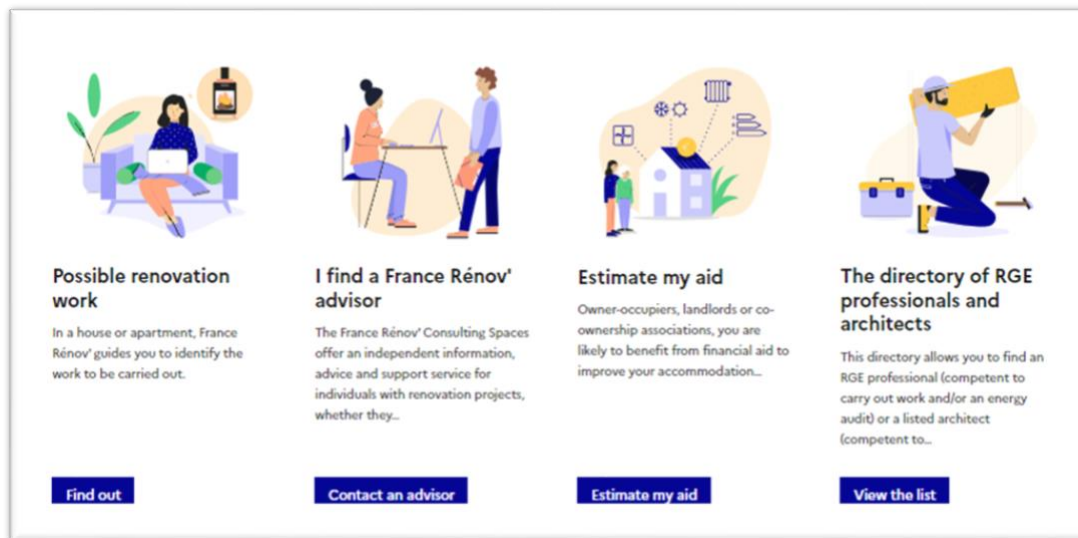 Possible renovation
work
In a house or apartment, France
Rénov' guides you to identify the
work to be carried out.
Find out
I find a France Rénov'
advisor
The France Rénov' Consulting Spaces
offer an independent information,
advice and support service for
individuals with renovation projects,
whether they...
Contact an advisor
Estimate my aid
Owner-occupiers, landlords or co-
ownership associations, you are
likely to benefit from financial aid to
improve your accommodation...
Estimate my aid
The directory of RGE
professionals and
architects
This directory allows you to find an
RGE professional (competent to
carry out work and/or an energy
audit) or a listed architect
(competent to...
View the list